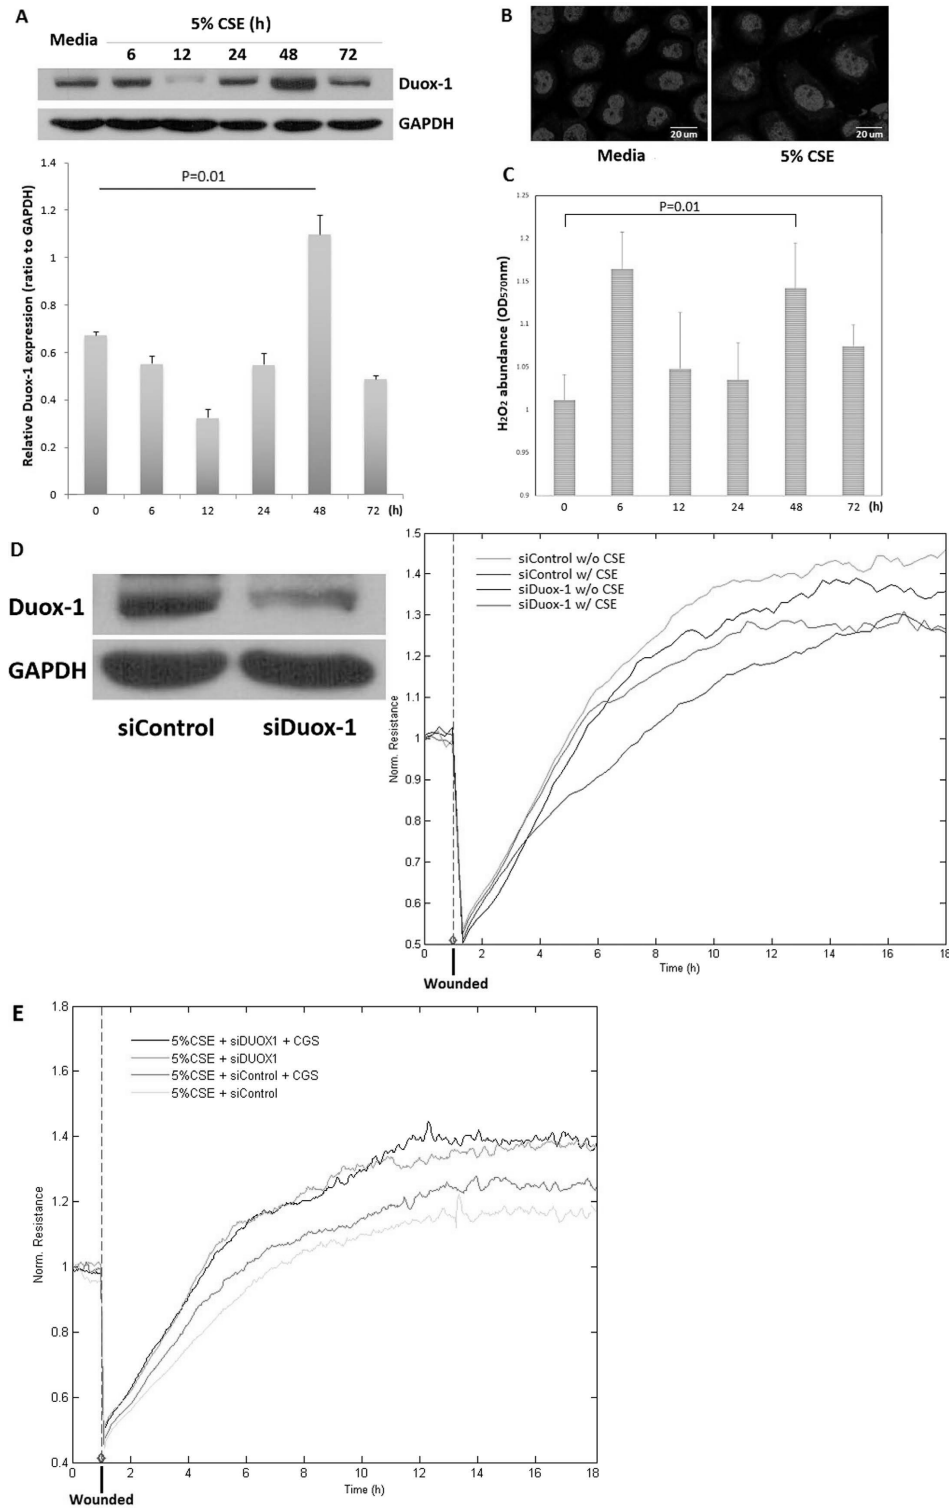 A
5% CSE (h)
Media
6 12 24 48 72
Duox-1
GAPDH
1.4
1.2
1
0.8
0.6
0.4
0.2
0
Relative Duox-1 expression (ratio to GAPDH)
P=0.01
0 6 12 24 48 72 (h)
B
20 um
20 um
Media
5% CSE
C
1.25
1.2
1.15
1.1
1.05
1
0.95
0.9
H2O2 abundance (OD570nm)
P=0.01
0 6 12 24 48 72 (h)
D
Duox-1
GAPDH
siControl siDuox-1
1.5
1.4
1.3
1.2
1.1
1
0.9
0.8
0.7
0.6
0.5
Norm. Resistance
siControl w/o CSE
siControl w/ CSE
siDuox-1 w/o CSE
siDuox-1 w/ CSE
0 2 4 6 8 10 12 14 16 18
Time (h)
Wounded
E
1.8
1.6
1.4
1.2
1
0.8
0.6
0.4
Norm. Resistance
5%CSE + siDUOX1 + CGS
5%CSE + siDUOX1
5%CSE + siControl + CGS
5%CSE + siControl
0 2 4 6 8 10 12 14 16 18
Time (h)
Wounded